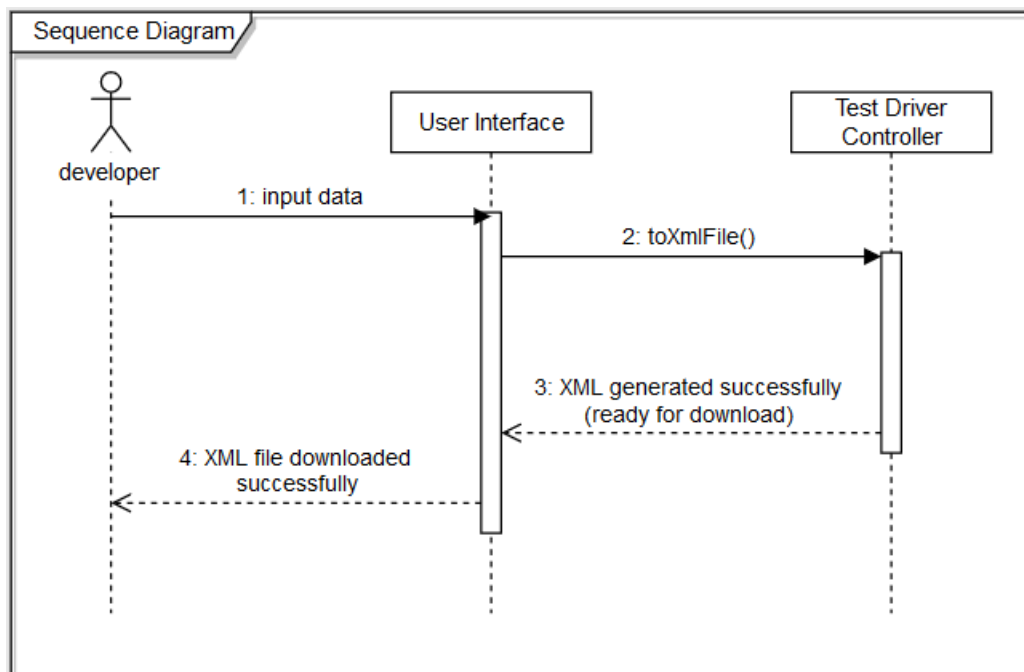 Sequence Diagram
developer
User Interface
Test Driver
Controller
1: input data
2: toXmlFile()
3: XML generated successfully
(ready for download)
4: XML file downloaded
successfully